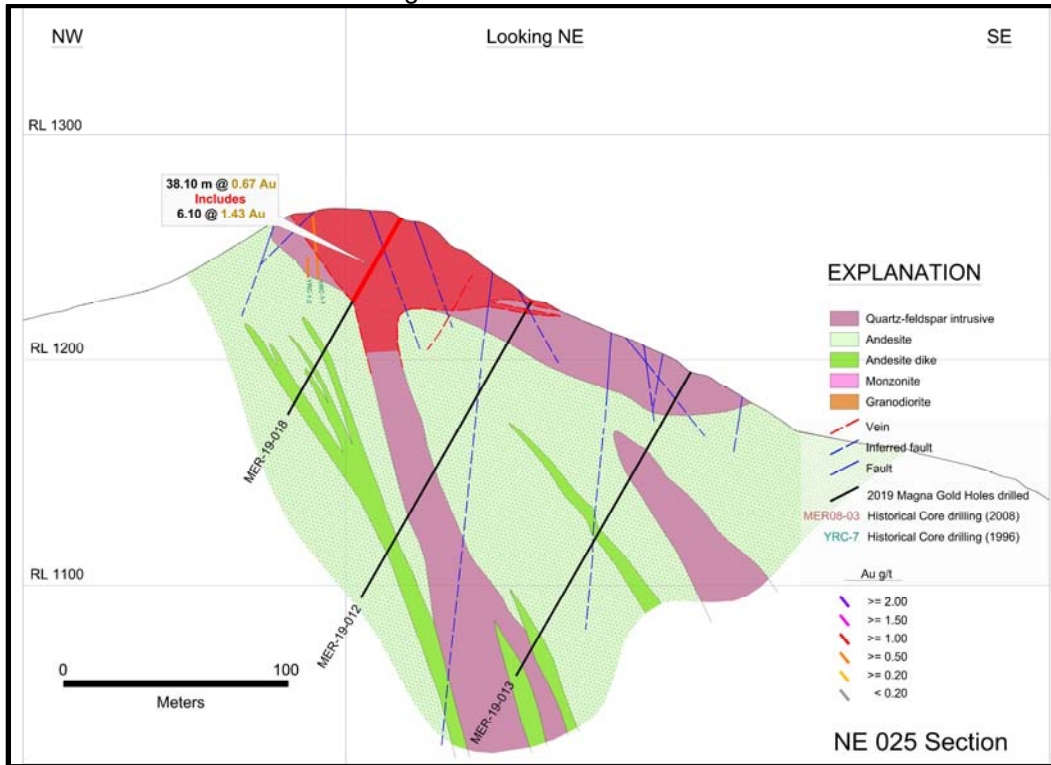 NW
Looking NE
SE
RL 1300
38.10 m @ 0.67 Au
Includes
6.10 @ 1.43 Au
EXPLANATION
Quartz-feldspar intrusive
Andesite
Andesite dike
Monzonite
Granodiorite
Vein
Inferred fault
Fault
2019 Magna Gold Holes drilled
MER08-03 Historical Core drilling (2008)
YRC-7 Historical Core drilling (1996)
Au g/t
>= 2.00
>= 1.50
>= 1.00
>= 0.50
>= 0.20
< 0.20
RL 1200
MER-19-018
RL 1100
MER-19-012
MER-19-013
0 100
Meters
NE 025 Section